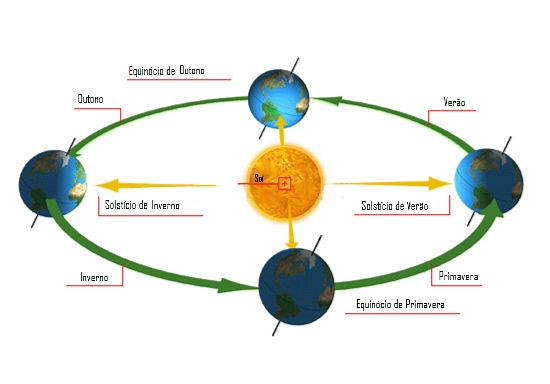 Equinócio de Outono
Outono
Verão
Sol
Solstício de Inverno
Solstício de Verão
Inverno
Primavera
Equinócio de Primavera